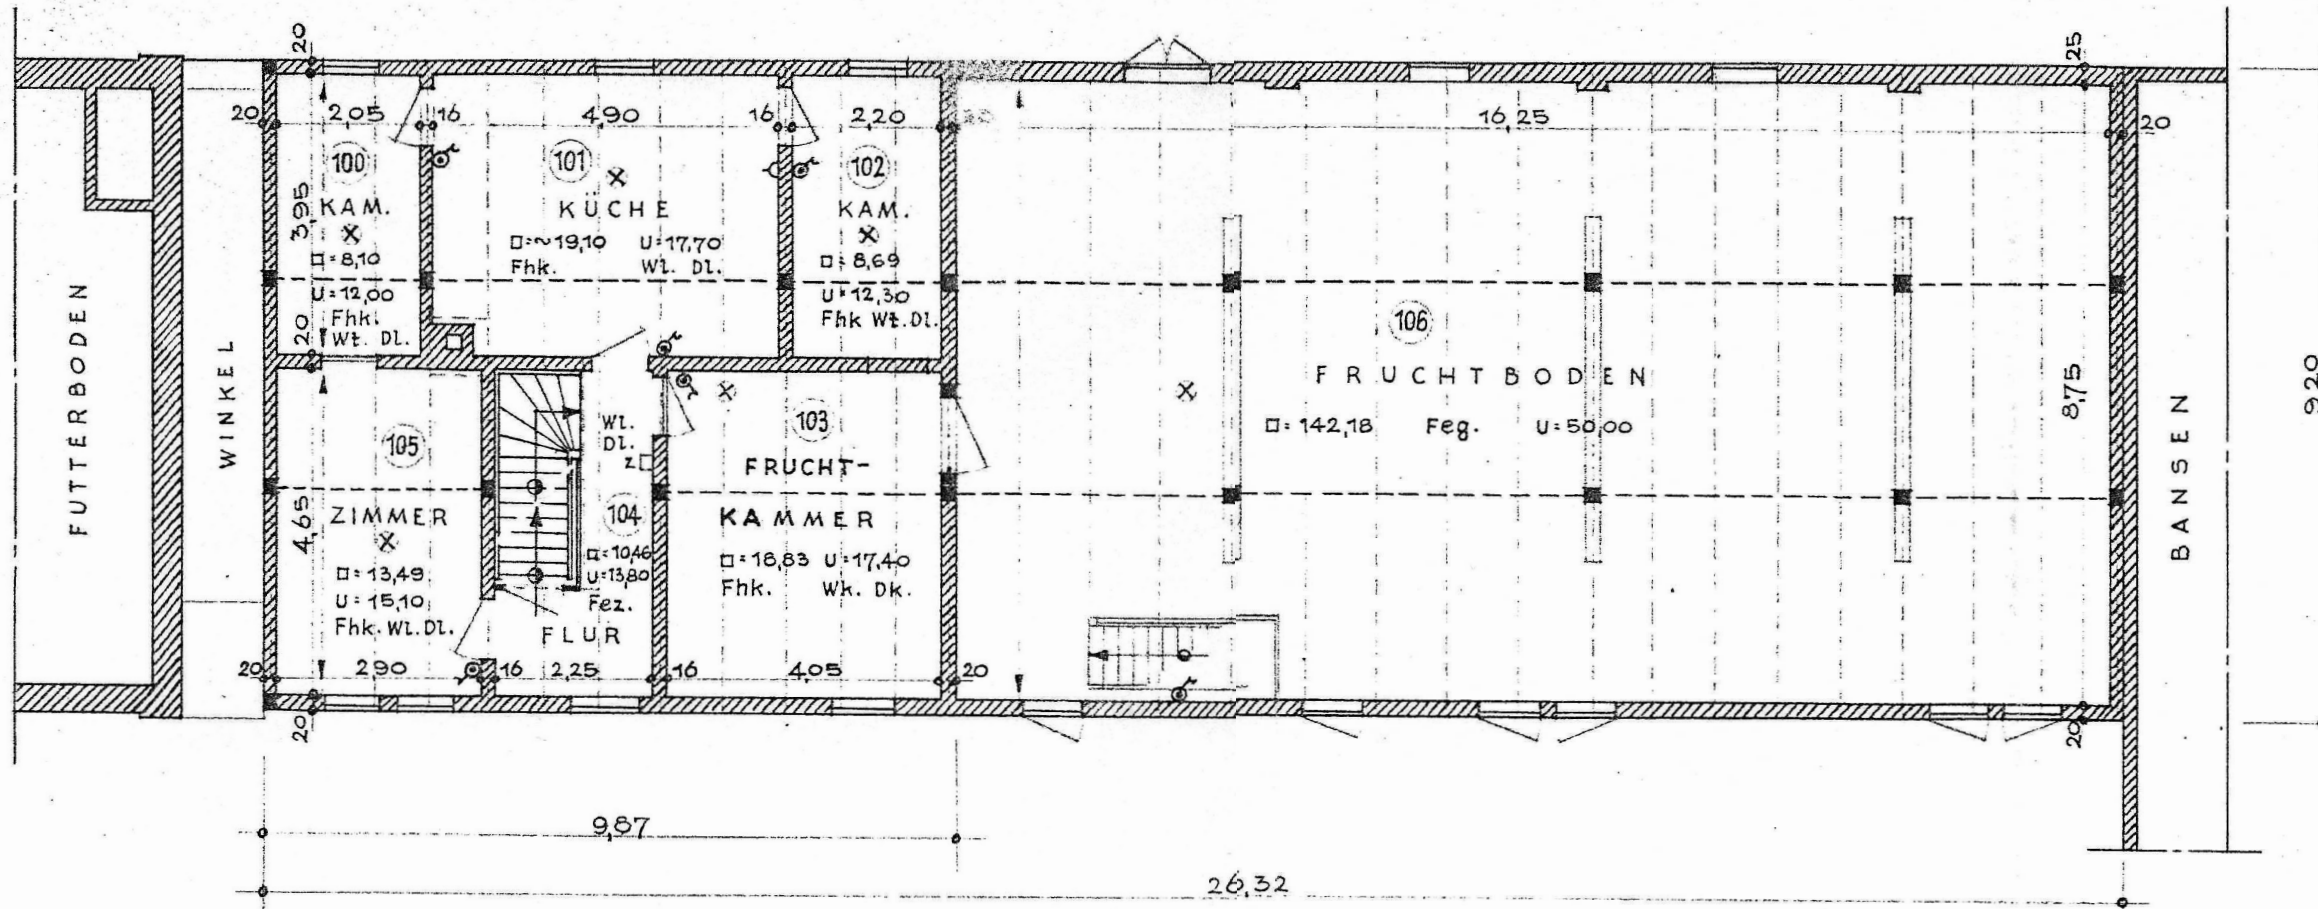 20
25
20
2,05
16
4,90
16
2,20
16,25
20
100
101
102
3,95
KAM.
KÜCHE
KAM.
□=8,10
□=~19,10 U=17,70
□=8,69
U=12,00
Fhk. Wl. Dl.
U=12,30
Fhk.
Wt. Dl.
Fhk Wt. Dl.
20
FUTTERBODEN
WINKEL
106
FRUCHTBODEN
□=142,18 Feg. U=50,00
8,75
9,20
BANSEN
105
Wl.
Dl.
Z
103
FRUCHT-
KAMMER
4,65
ZIMMER
104
□=13,49
□=10,46
□=18,83 U=17,40
U=15,10
U=13,80
Fhk. Wk. Dk.
Fhk. Wl. Dl.
Fez.
FLUR
20
2,90
16
2,25
16
4,05
20
20
20
9,87
26,32